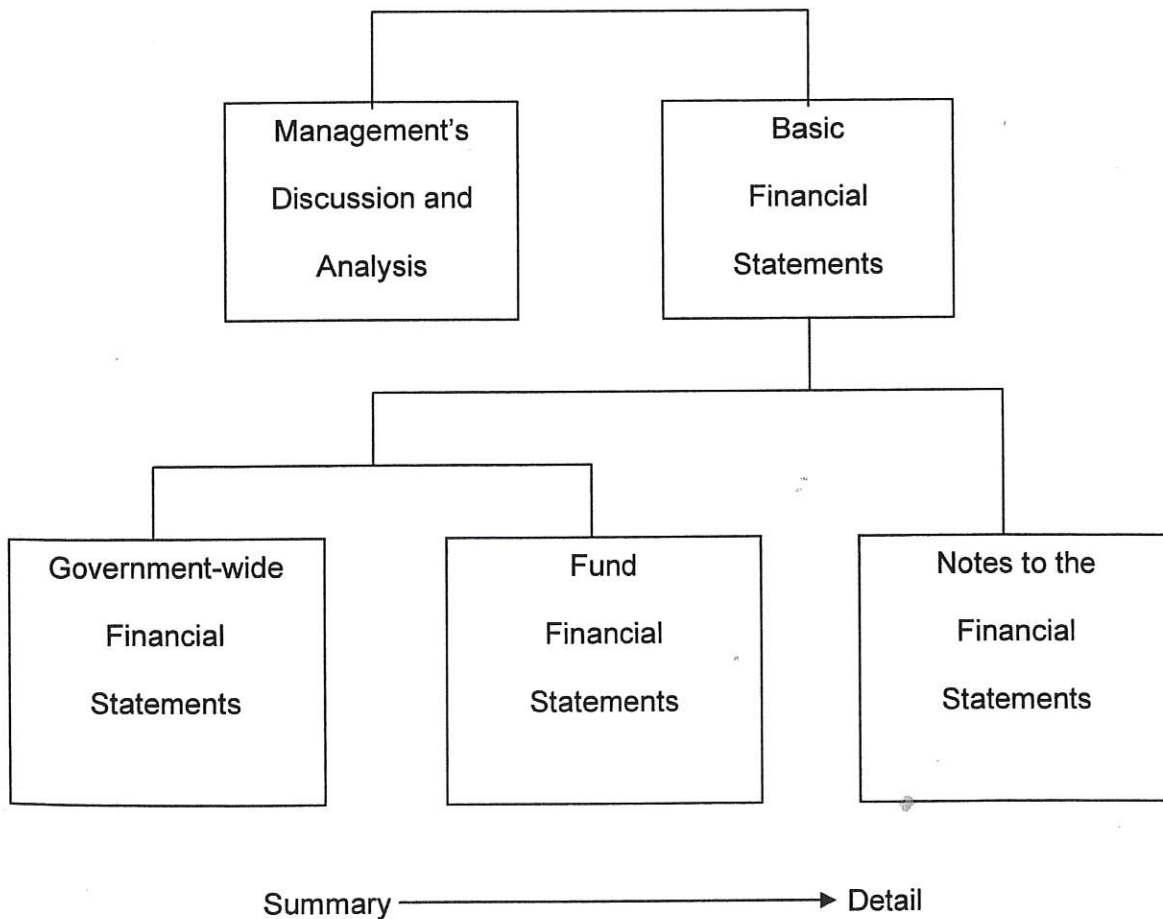 Management's
Discussion and
Analysis
Basic
Financial
Statements
Government-wide
Financial
Statements
Fund
Financial
Statements
Notes to the
Financial
Statements
Summary
Detail